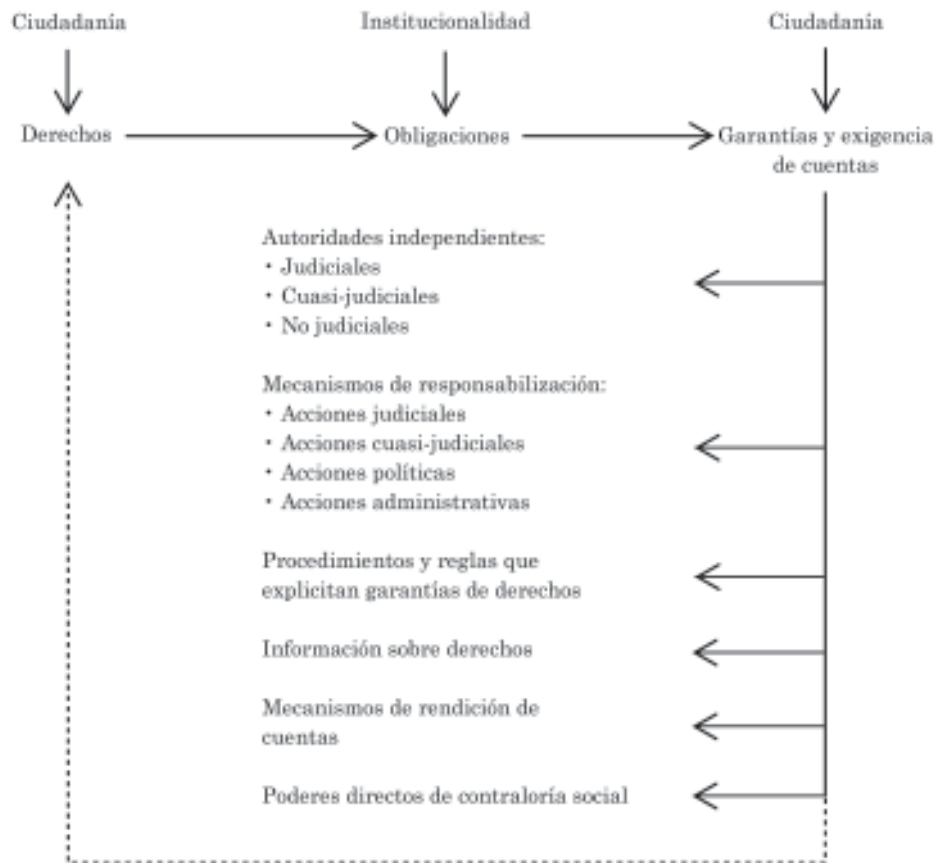 Ciudadanía Institucionalidad Ciudadanía
Derechos Obligaciones Garantías y exigencia
de cuentas
Autoridades independientes:
• Judiciales
• Cuasi-judiciales
• No judiciales
Mecanismos de responsabilización:
• Acciones judiciales
• Acciones cuasi-judiciales
• Acciones políticas
• Acciones administrativas
Procedimientos y reglas que
explicitan garantías de derechos
Información sobre derechos
Mecanismos de rendición de
cuentas
Poderes directos de contraloría social